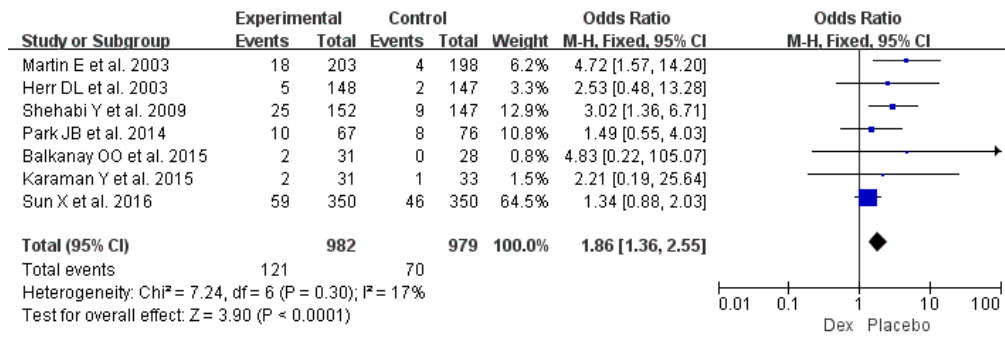 Experimental Control Odds Ratio Odds Ratio
Study or Subgroup Events Total Events Total Weight M-H, Fixed, 95% CI M-H, Fixed, 95% CI
Martin E et al. 2003 18 203 4 198 6.2% 4.72 [1.57, 14.20]
Herr DL et al. 2003 5 148 2 147 3.3% 2.53 [0.48, 13.28]
Shehabi Y et al. 2009 25 152 9 147 12.9% 3.02 [1.36, 6.71]
Park JB et al. 2014 10 67 8 76 10.8% 1.49 [0.55, 4.03]
Balkanay OO et al. 2015 2 31 0 28 0.8% 4.83 [0.22, 105.07]
Karaman Y et al. 2015 2 31 1 33 1.5% 2.21 [0.19, 25.64]
Sun X et al. 2016 59 350 46 350 64.5% 1.34 [0.88, 2.03]
Total (95% CI) 982 979 100.0% 1.86 [1.36, 2.55]
Total events 121 70
Heterogeneity: Chi² = 7.24, df = 6 (P = 0.30); I² = 17%
Test for overall effect: Z = 3.90 (P < 0.0001)
0.01 0.1 1 10 100
Dex Placebo